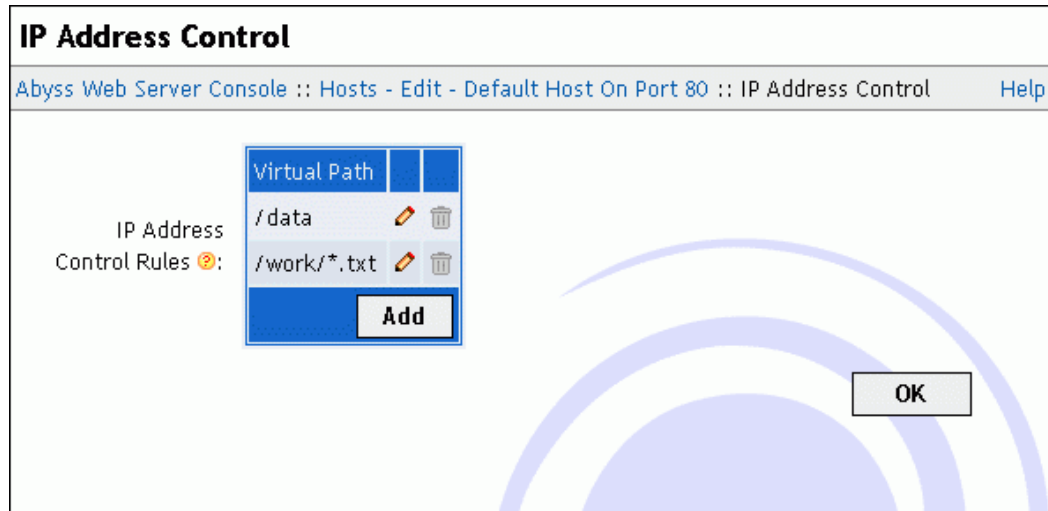 IP Address Control
Abyss Web Server Console :: Hosts - Edit - Default Host On Port 80 :: IP Address Control Help
Virtual Path
IP Address
Control Rules ?:
/data
/work/*.txt
Add
OK